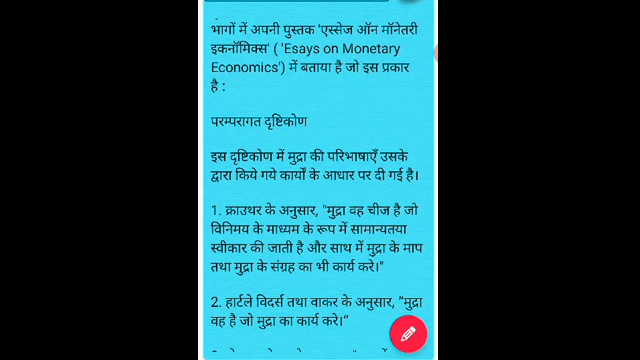 भागों में अपनी पुस्तक 'एस्सेज ऑन मॉनेतरी
इकनॉमिक्स' ( 'Esays on Monetary
Economics') में बताया है जो इस प्रकार
है :
परम्परागत दृष्टिकोण
इस दृष्टिकोण में मुद्रा की परिभाषाएँ उसके
द्वारा किये गये कार्यों के आधार पर दी गई है।
1. क्राउथर के अनुसार, "मुद्रा वह चीज है जो
विनिमय के माध्यम के रूप में सामान्यतया
स्वीकार की जाती है और साथ में मुद्रा के माप
तथा मुद्रा के संग्रह का भी कार्य करे।"
2. हार्टले विदर्स तथा वाकर के अनुसार, "मुद्रा
वह है जो मुद्रा का कार्य करे।"